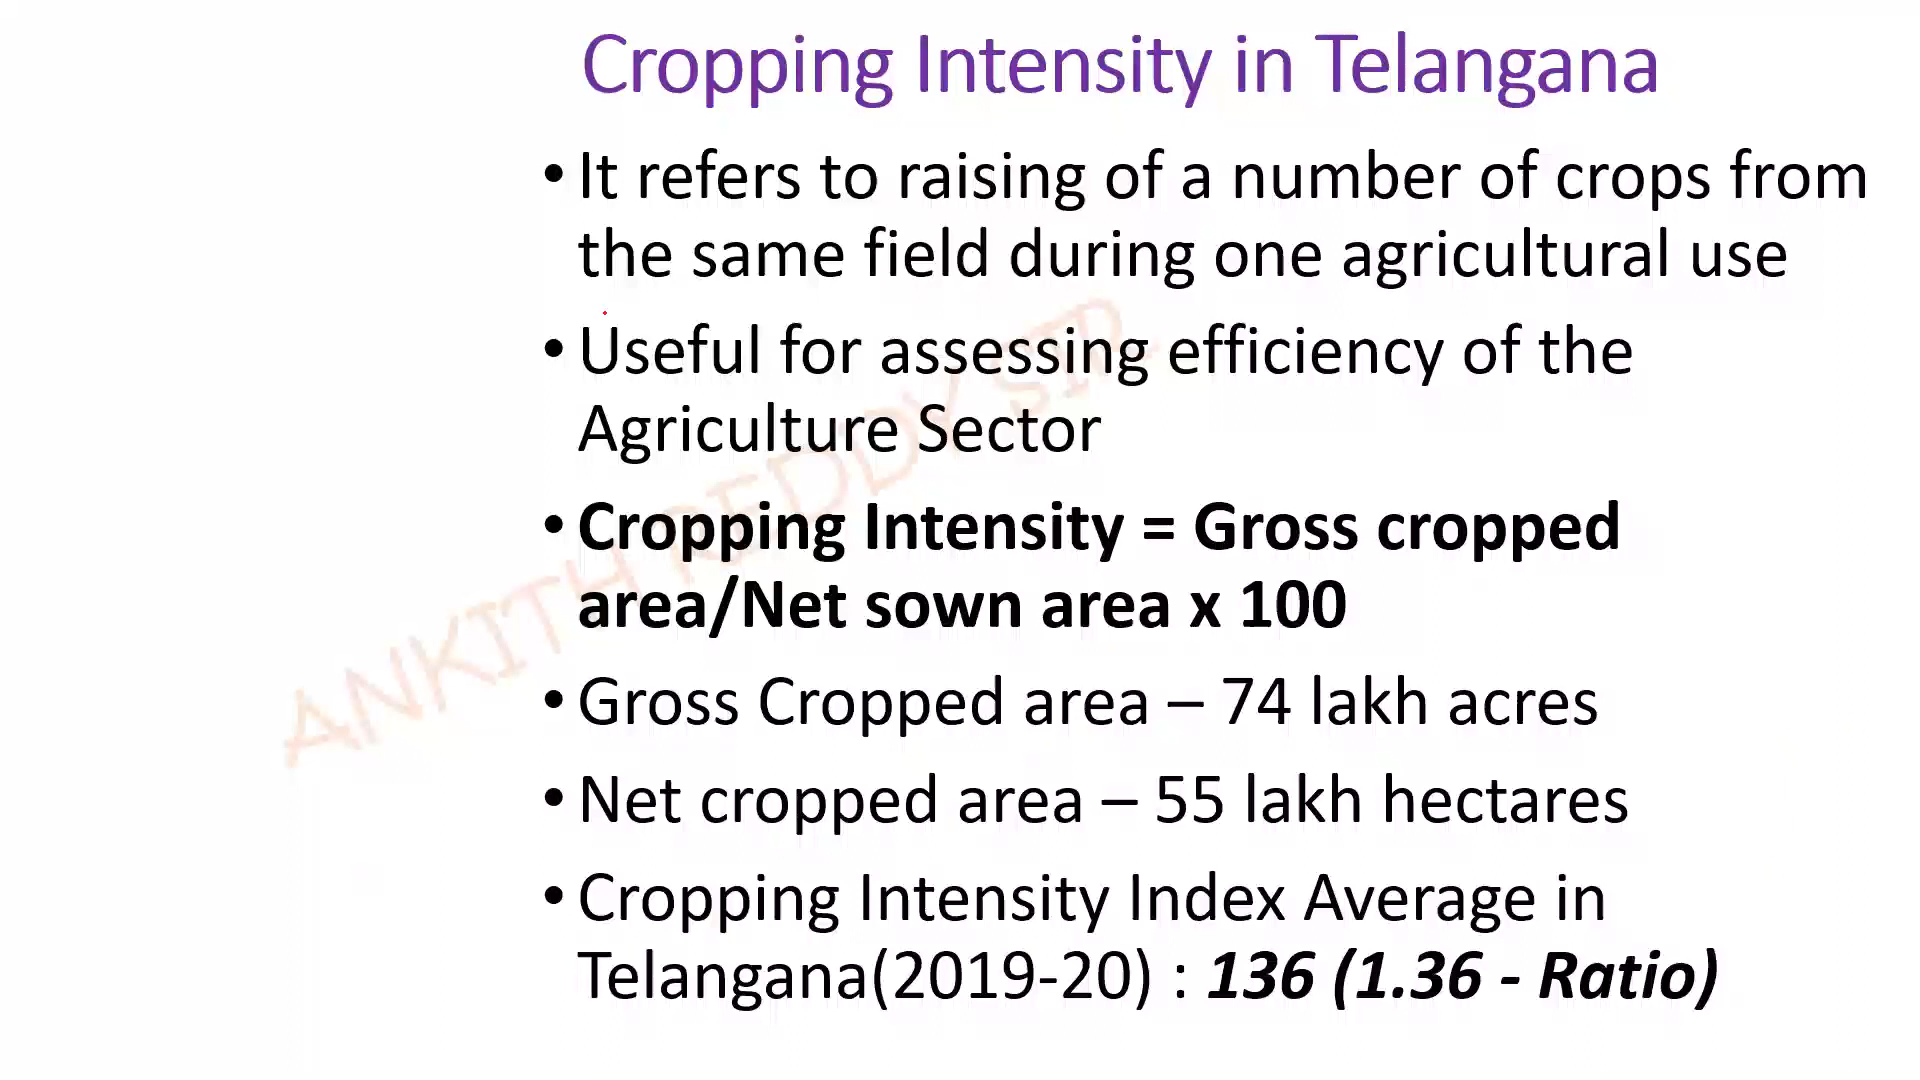 Cropping Intensity in Telangana
• It refers to raising of a number of crops from
the same field during one agricultural use
• Useful for assessing efficiency of the
Agriculture Sector
• Cropping Intensity = Gross cropped
area/Net sown area x 100
• Gross Cropped area – 74 lakh acres
• Net cropped area – 55 lakh hectares
• Cropping Intensity Index Average in
Telangana(2019-20) : 136 (1.36 - Ratio)
ANKITH REDDY SIR